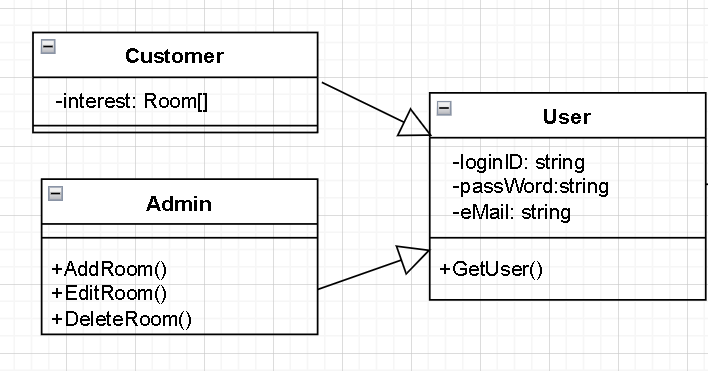 Customer
-interest: Room[]
Admin
+AddRoom()
+EditRoom()
+DeleteRoom()
User
-loginID: string
-passWord:string
-eMail: string
+GetUser()